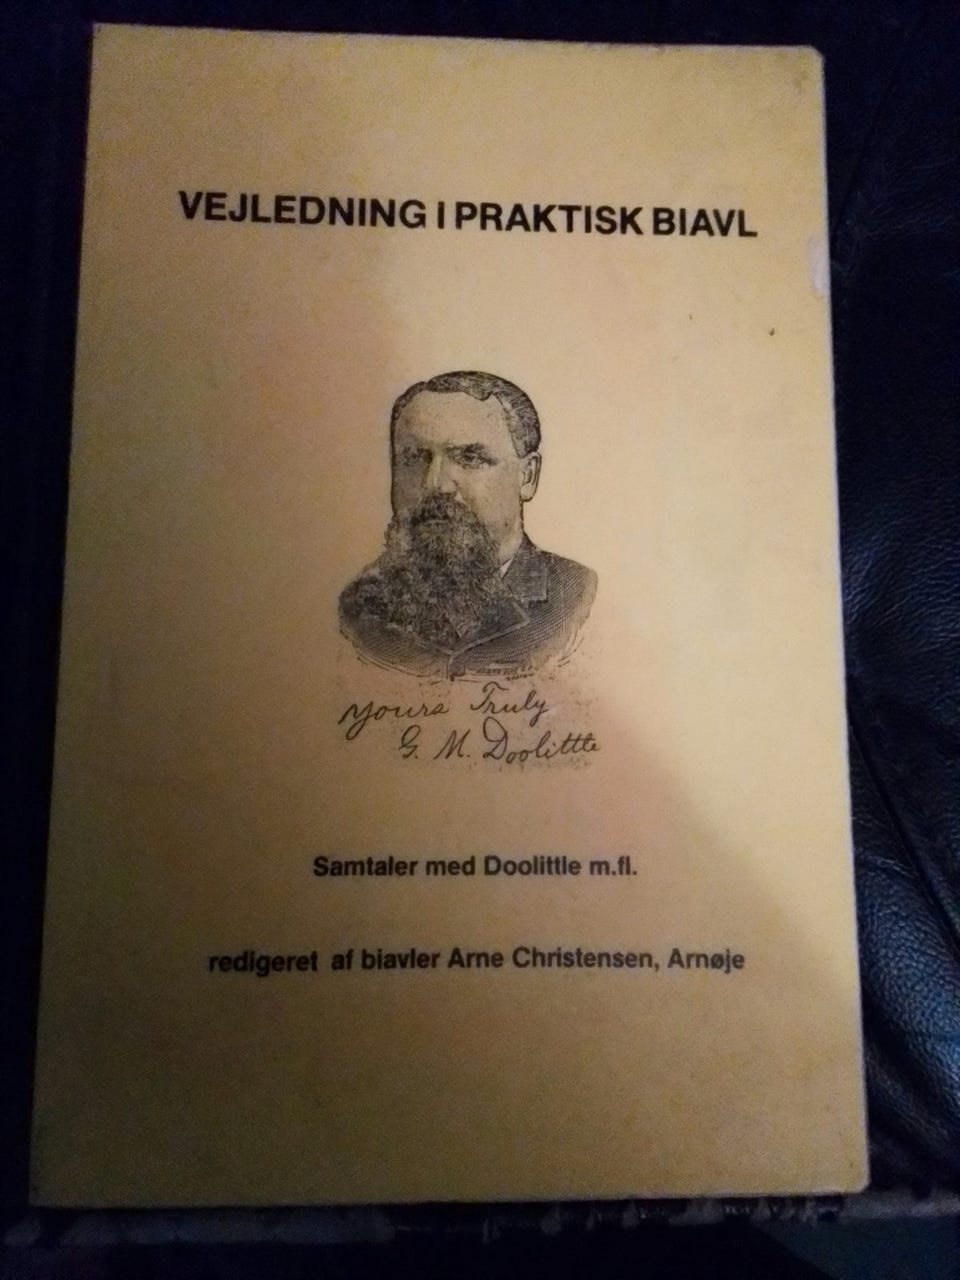 VEJLEDNING I PRAKTISK BIAVL
Yours Truly
G. M. Doolittle
Samtaler med Doolittle m.fl.
redigeret af biavler Arne Christensen, Arnøje